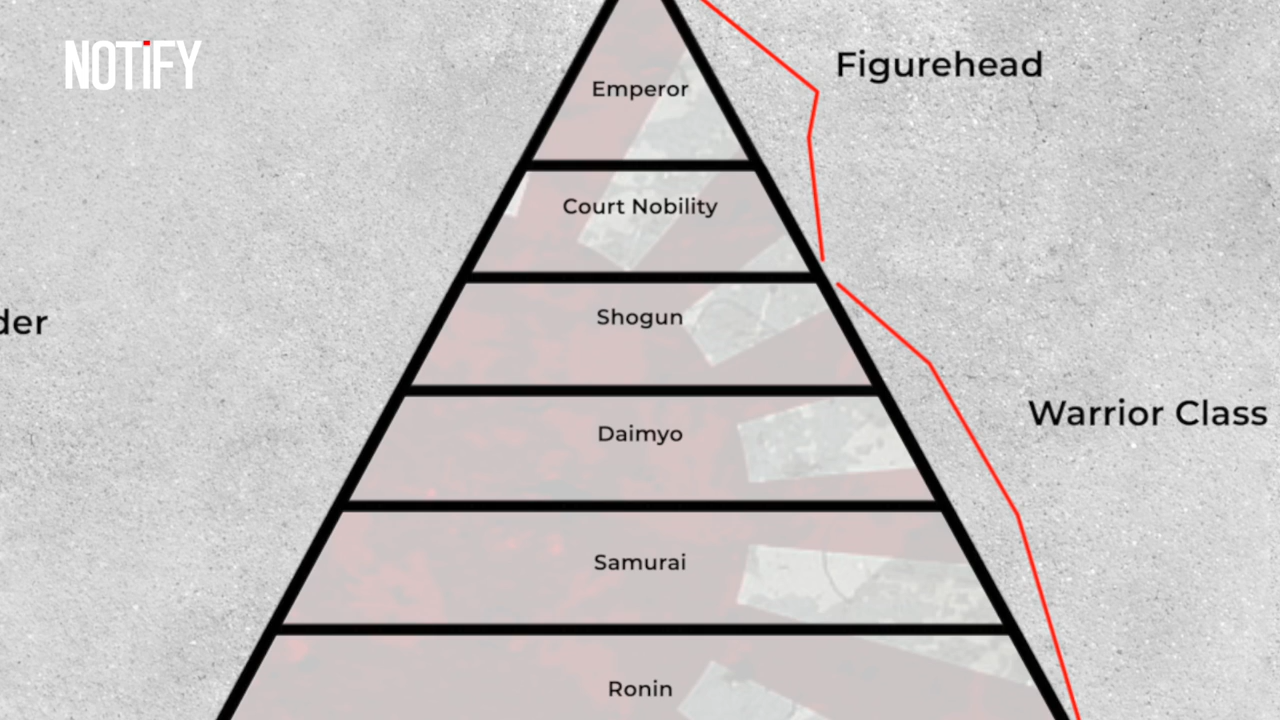 NOTiFY
Figurehead
Emperor
Court Nobility
Shogun
der
Warrior Class
Daimyo
Samurai
Ronin